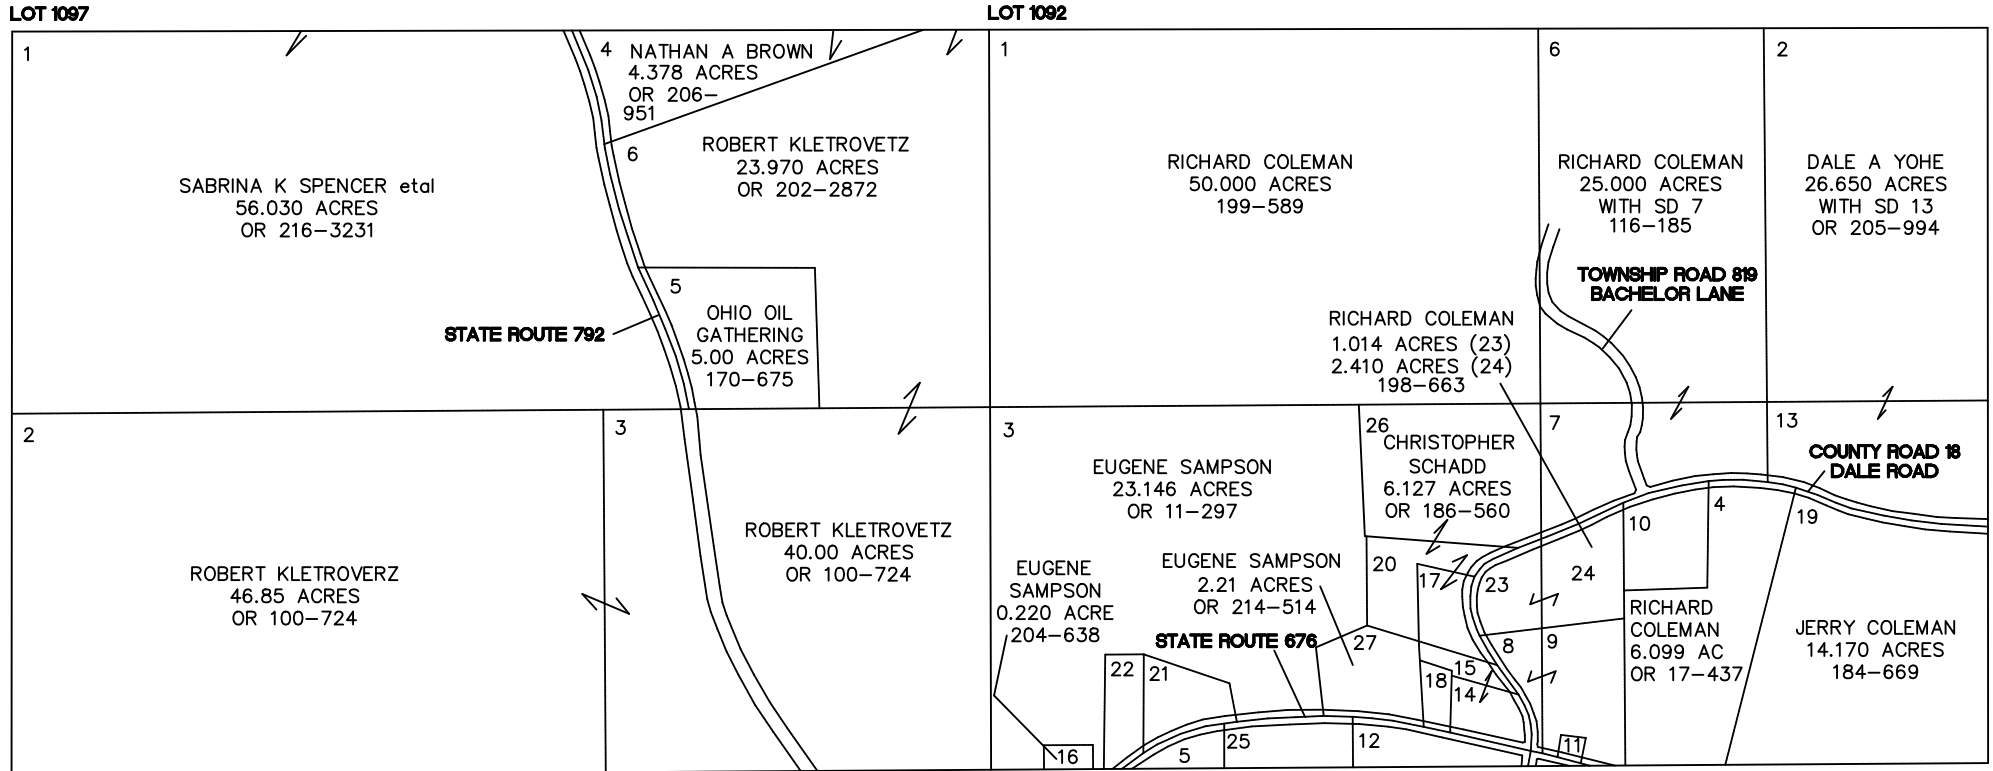 LOT 1097
LOT 1092
1
4
NATHAN A BROWN
4.378 ACRES
OR 206-
951
6
ROBERT KLETROVETZ
23.970 ACRES
OR 202-2872
SABRINA K SPENCER etal
56.030 ACRES
OR 216-3231
5
OHIO OIL
GATHERING
5.00 ACRES
170-675
STATE ROUTE 792
1
RICHARD COLEMAN
50.000 ACRES
199-589
6
RICHARD COLEMAN
25.000 ACRES
WITH SD 7
116-185
2
DALE A YOHE
26.650 ACRES
WITH SD 13
OR 205-994
TOWNSHIP ROAD 819
BACHELOR LANE
RICHARD COLEMAN
1.014 ACRES (23)
2.410 ACRES (24)
198-663
2
ROBERT KLETROVERZ
46.85 ACRES
OR 100-724
3
ROBERT KLETROVETZ
40.00 ACRES
OR 100-724
3
EUGENE SAMPSON
23.146 ACRES
OR 11-297
26
CHRISTOPHER
SCHADD
6.127 ACRES
OR 186-560
7
13
COUNTY ROAD 18
DALE ROAD
EUGENE
SAMPSON
0.220 ACRE
204-638
EUGENE SAMPSON
2.21 ACRES
OR 214-514
STATE ROUTE 676
20
17
23
24
10
4
19
RICHARD
COLEMAN
6.099 AC
OR 17-437
JERRY COLEMAN
14.170 ACRES
184-669
22
21
27
15
18
14
8
9
16
5
25
12
11